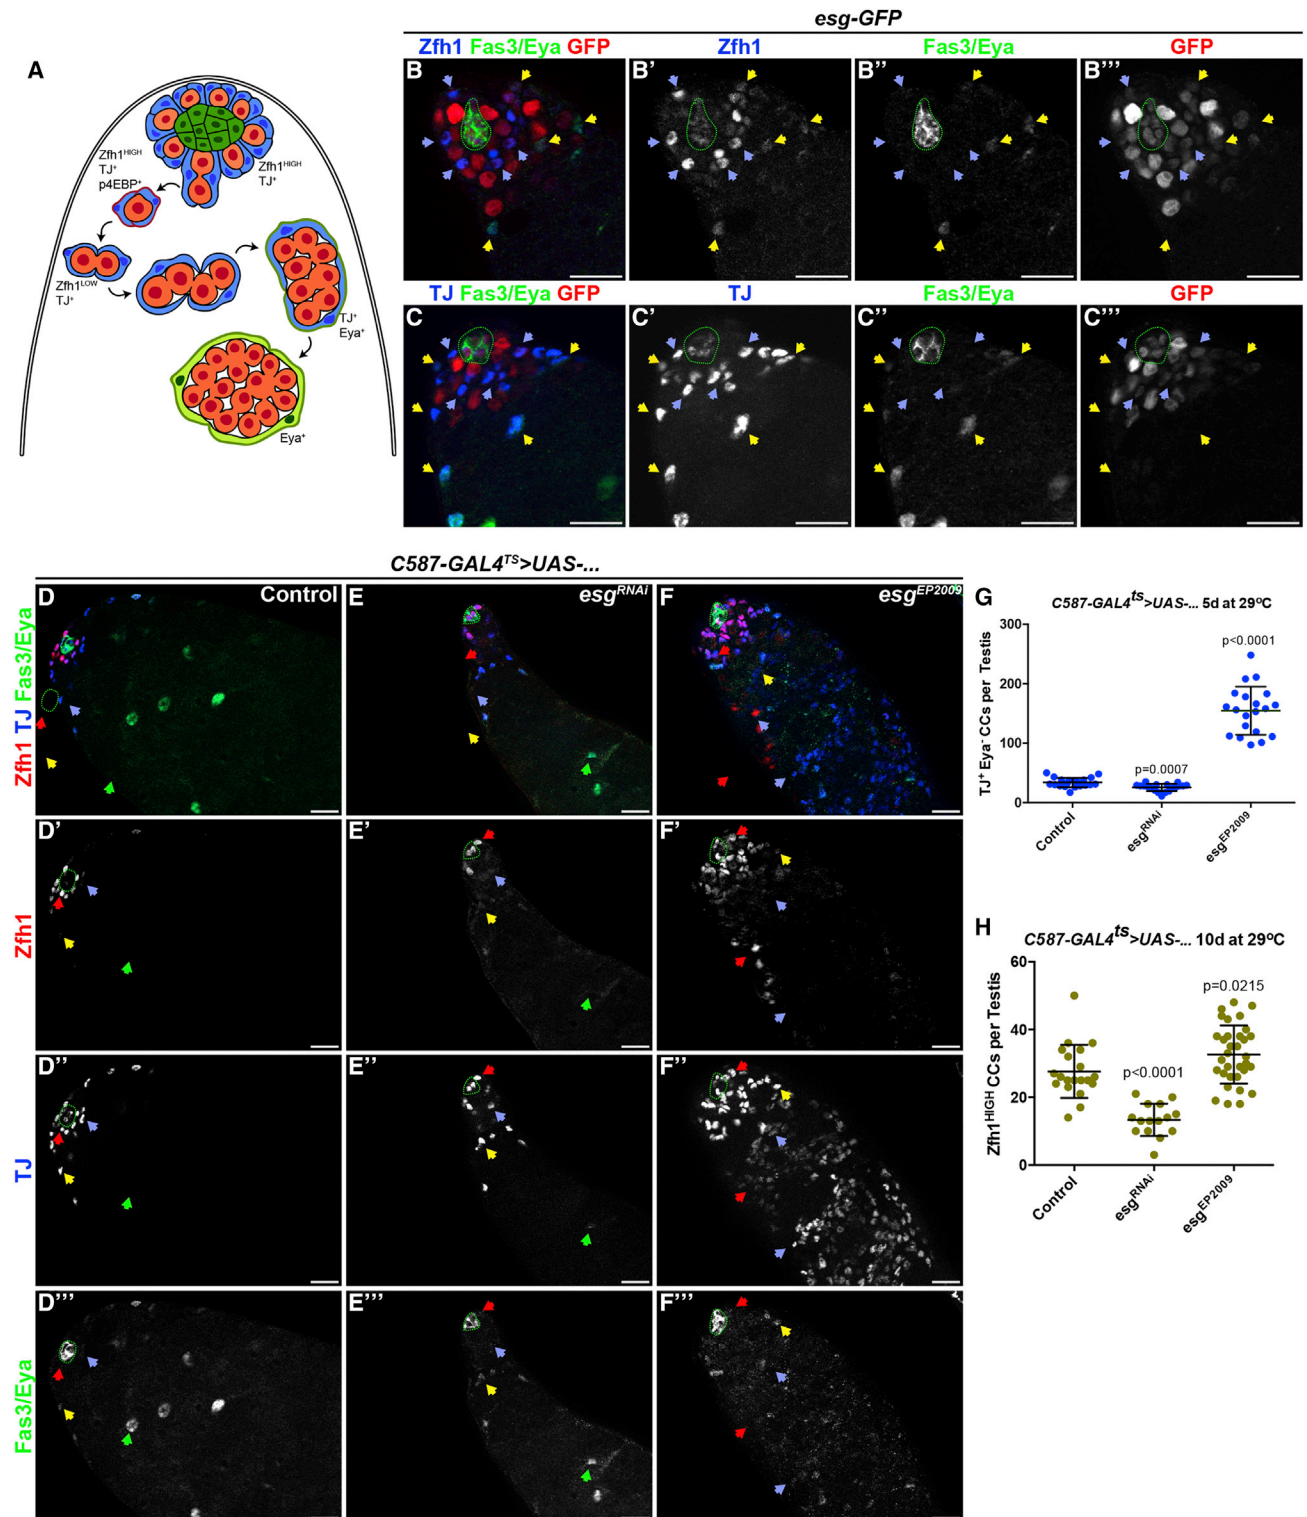 esg-GFP
Zfh1 Fas3/Eya GFP
Zfh1
Fas3/Eya
GFP
A
B
B'
B''
B'''
Zfh1HIGH
TJ+
p4EBP+
Zfh1HIGH
TJ+
Zfh1LOW
TJ+
TJ+
Eya+
Eya+
TJ Fas3/Eya GFP
TJ
Fas3/Eya
GFP
C
C'
C''
C'''
C587-GAL4TS>UAS-...
D
Control
E
esgRNAi
F
esgEP2009
Zfh1 TJ Fas3/Eya
D'
E'
F'
Zfh1
D''
E''
F''
TJ
D'''
E'''
F'''
Fas3/Eya
G
C587-GAL4ts>UAS-... 5d at 29oC
TJ+ Eya- CCs per Testis
300
200
100
0
p<0.0001
p=0.0007
Control
esgRNAi
esgEP2009
H
C587-GAL4ts>UAS-... 10d at 29oC
Zfh1HIGH CCs per Testis
60
40
20
0
p=0.0215
p<0.0001
Control
esgRNAi
esgEP2009